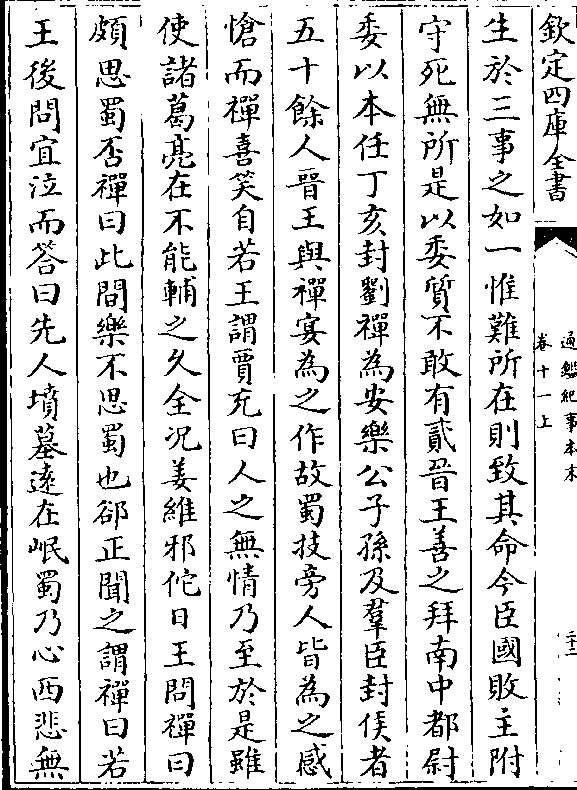 欽定四庫全書
通鑑紀事本末
卷十一上
生於三事之如一惟難所在則致其命今臣國敗主附
守死無所是以委質不敢有貳晉王善之拜南中都尉
委以本任丁亥封劉禪為安樂公子孫及羣臣封侯者
五十餘人晉王與禪宴為之作故蜀技旁人皆為之感
愴而禪喜笑自若王謂賈充曰人之無情乃至於是雖
使諸葛亮在不能輔之久全况姜維邪佗日王問禪曰
頗思蜀否禪曰此間樂不思蜀也郤正聞之謂禪曰若
王後問宜泣而答曰先人墳墓遠在岷蜀乃心西悲無